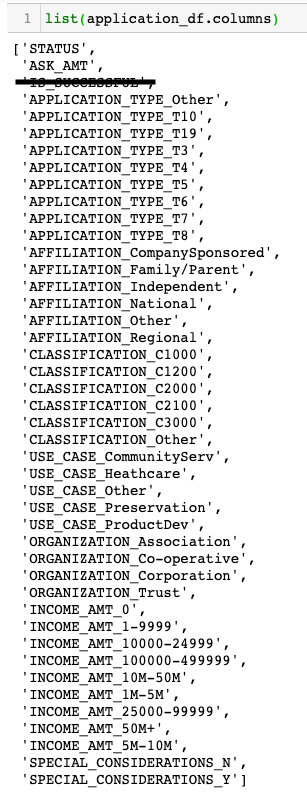 1 list(application_df.columns)
['STATUS',
'ASK_AMT',
'IS_SUCCESSFUL',
'APPLICATION_TYPE_Other',
'APPLICATION_TYPE_T10',
'APPLICATION_TYPE_T19',
'APPLICATION_TYPE_T3',
'APPLICATION_TYPE_T4',
'APPLICATION_TYPE_T5',
'APPLICATION_TYPE_T6',
'APPLICATION_TYPE_T7',
'APPLICATION_TYPE_T8',
'AFFILIATION_CompanySponsored',
'AFFILIATION_Family/Parent',
'AFFILIATION_Independent',
'AFFILIATION_National',
'AFFILIATION_Other',
'AFFILIATION_Regional',
'CLASSIFICATION_C1000',
'CLASSIFICATION_C1200',
'CLASSIFICATION_C2000',
'CLASSIFICATION_C2100',
'CLASSIFICATION_C3000',
'CLASSIFICATION_Other',
'USE_CASE_CommunityServ',
'USE_CASE_Heathcare',
'USE_CASE_Other',
'USE_CASE_Preservation',
'USE_CASE_ProductDev',
'ORGANIZATION_Association',
'ORGANIZATION_Co-operative',
'ORGANIZATION_Corporation',
'ORGANIZATION_Trust',
'INCOME_AMT_0',
'INCOME_AMT_1-9999',
'INCOME_AMT_10000-24999',
'INCOME_AMT_100000-499999',
'INCOME_AMT_10M-50M',
'INCOME_AMT_1M-5M',
'INCOME_AMT_25000-99999',
'INCOME_AMT_50M+',
'INCOME_AMT_5M-10M',
'SPECIAL_CONSIDERATIONS_N',
'SPECIAL_CONSIDERATIONS_Y']